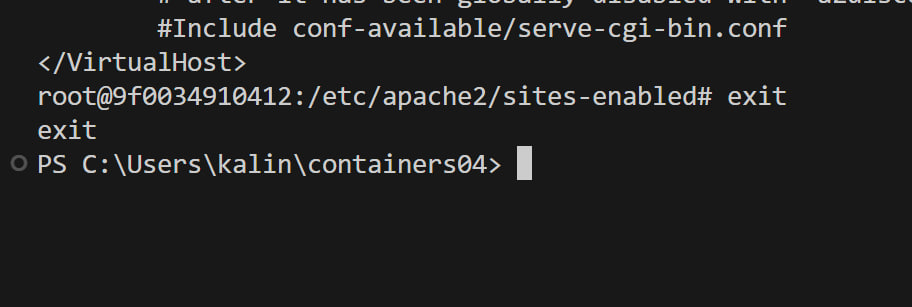 # after it has been globally disabled with "a2disc
#Include conf-available/serve-cgi-bin.conf
</VirtualHost>
root@9f0034910412:/etc/apache2/sites-enabled# exit
exit
PS C:\Users\kalin\containers04>